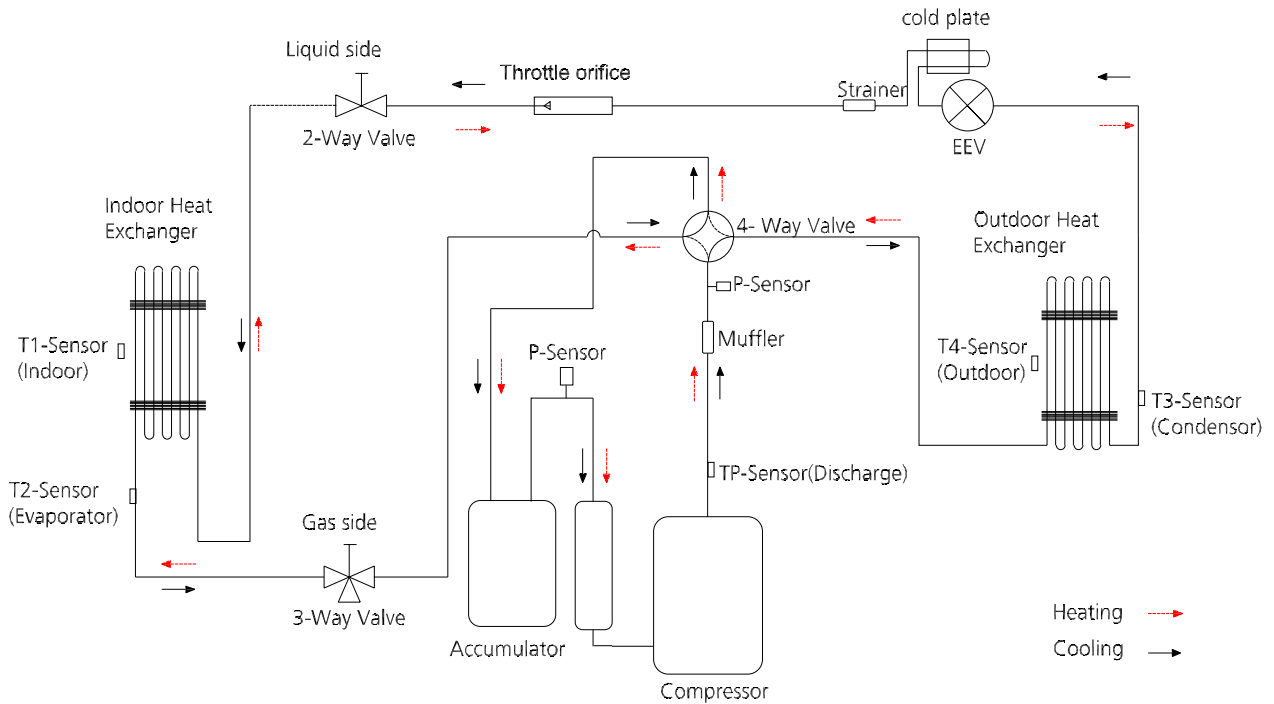 cold plate
Liquid side
Throttle orifice
Strainer
2-Way Valve
EEV
Indoor Heat
Exchanger
4- Way Valve
Outdoor Heat
Exchanger
P-Sensor
Muffler
T1-Sensor
(Indoor)
P-Sensor
T4-Sensor
(Outdoor)
T3-Sensor
(Condensor)
TP-Sensor(Discharge)
T2-Sensor
(Evaporator)
Gas side
3-Way Valve
Accumulator
Compressor
Heating
Cooling